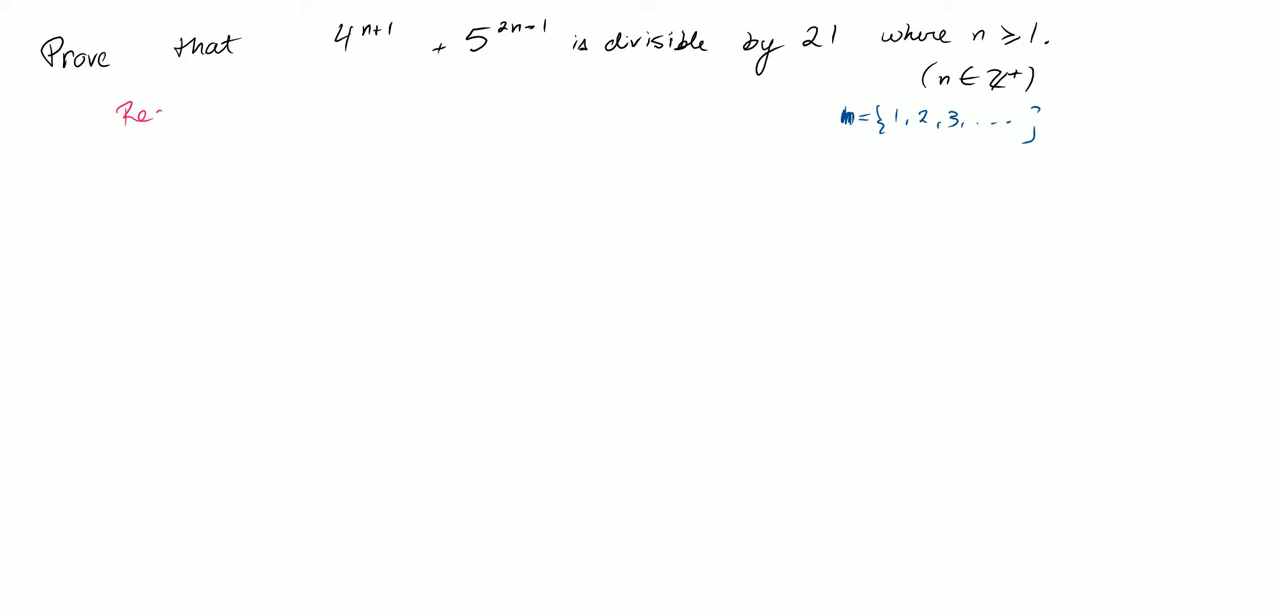 Prove that 4^{n+1} + 5^{2n-1} is divisible by 21 where n ≥ 1.
(n ∈ ℤ⁺)
Re-
n={1, 2, 3, .... }